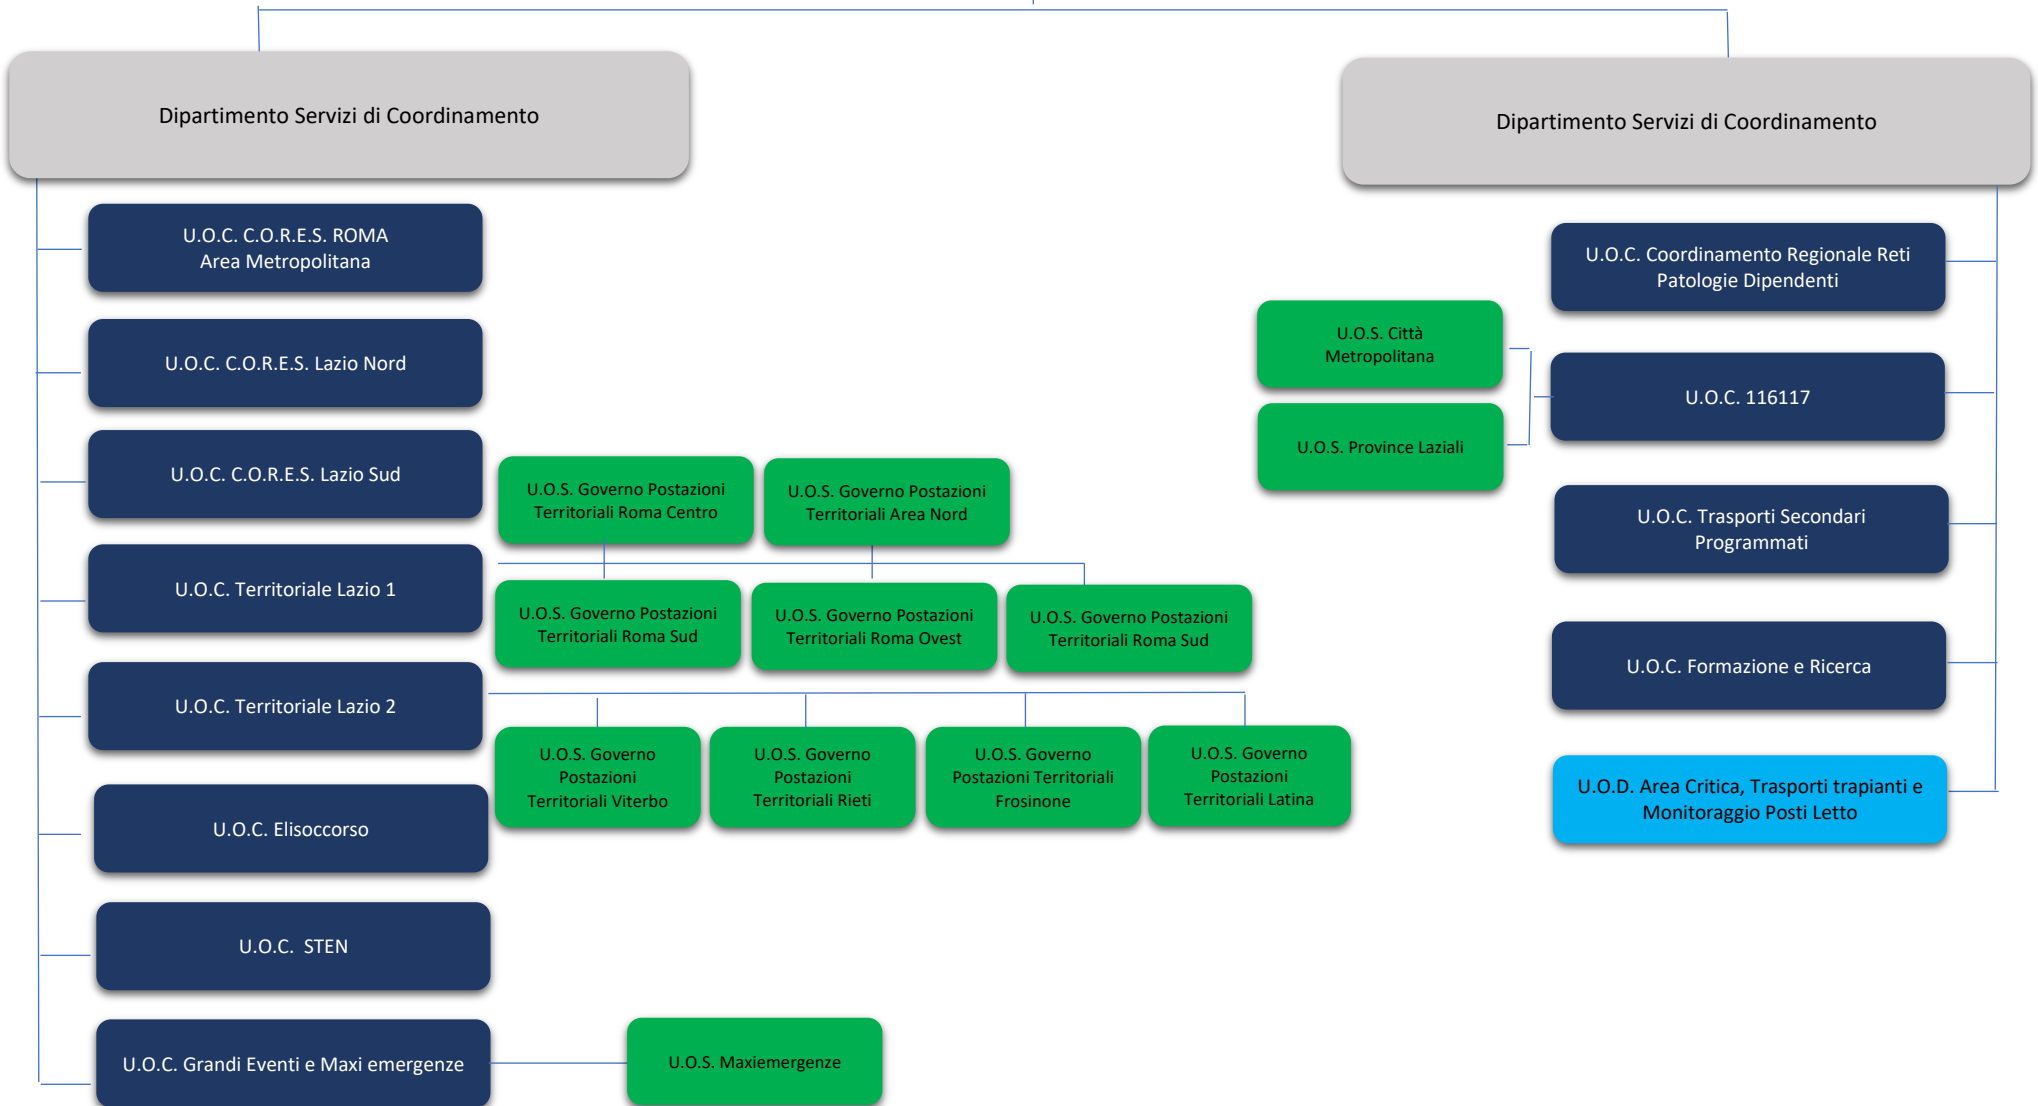 Dipartimento Servizi di Coordinamento
U.O.C. C.O.R.E.S. ROMA
Area Metropolitana
U.O.C. C.O.R.E.S. Lazio Nord
U.O.C. C.O.R.E.S. Lazio Sud
U.O.S. Governo Postazioni
Territoriali Roma Centro
U.O.S. Governo Postazioni
Territoriali Area Nord
U.O.C. Territoriale Lazio 1
U.O.S. Governo Postazioni
Territoriali Roma Sud
U.O.S. Governo Postazioni
Territoriali Roma Ovest
U.O.S. Governo Postazioni
Territoriali Roma Sud
U.O.C. Territoriale Lazio 2
U.O.S. Governo
Postazioni
Territoriali Viterbo
U.O.S. Governo
Postazioni
Territoriali Rieti
U.O.S. Governo
Postazioni Territoriali
Frosinone
U.O.S. Governo
Postazioni
Territoriali Latina
U.O.C. Elisoccorso
U.O.C. STEN
U.O.C. Grandi Eventi e Maxi emergenze
U.O.S. Maxiemergenze
Dipartimento Servizi di Coordinamento
U.O.C. Coordinamento Regionale Reti
Patologie Dipendenti
U.O.S. Città
Metropolitana
U.O.S. Province Laziali
U.O.C. 116117
U.O.C. Trasporti Secondari
Programmati
U.O.C. Formazione e Ricerca
U.O.D. Area Critica, Trasporti trapianti e
Monitoraggio Posti Letto